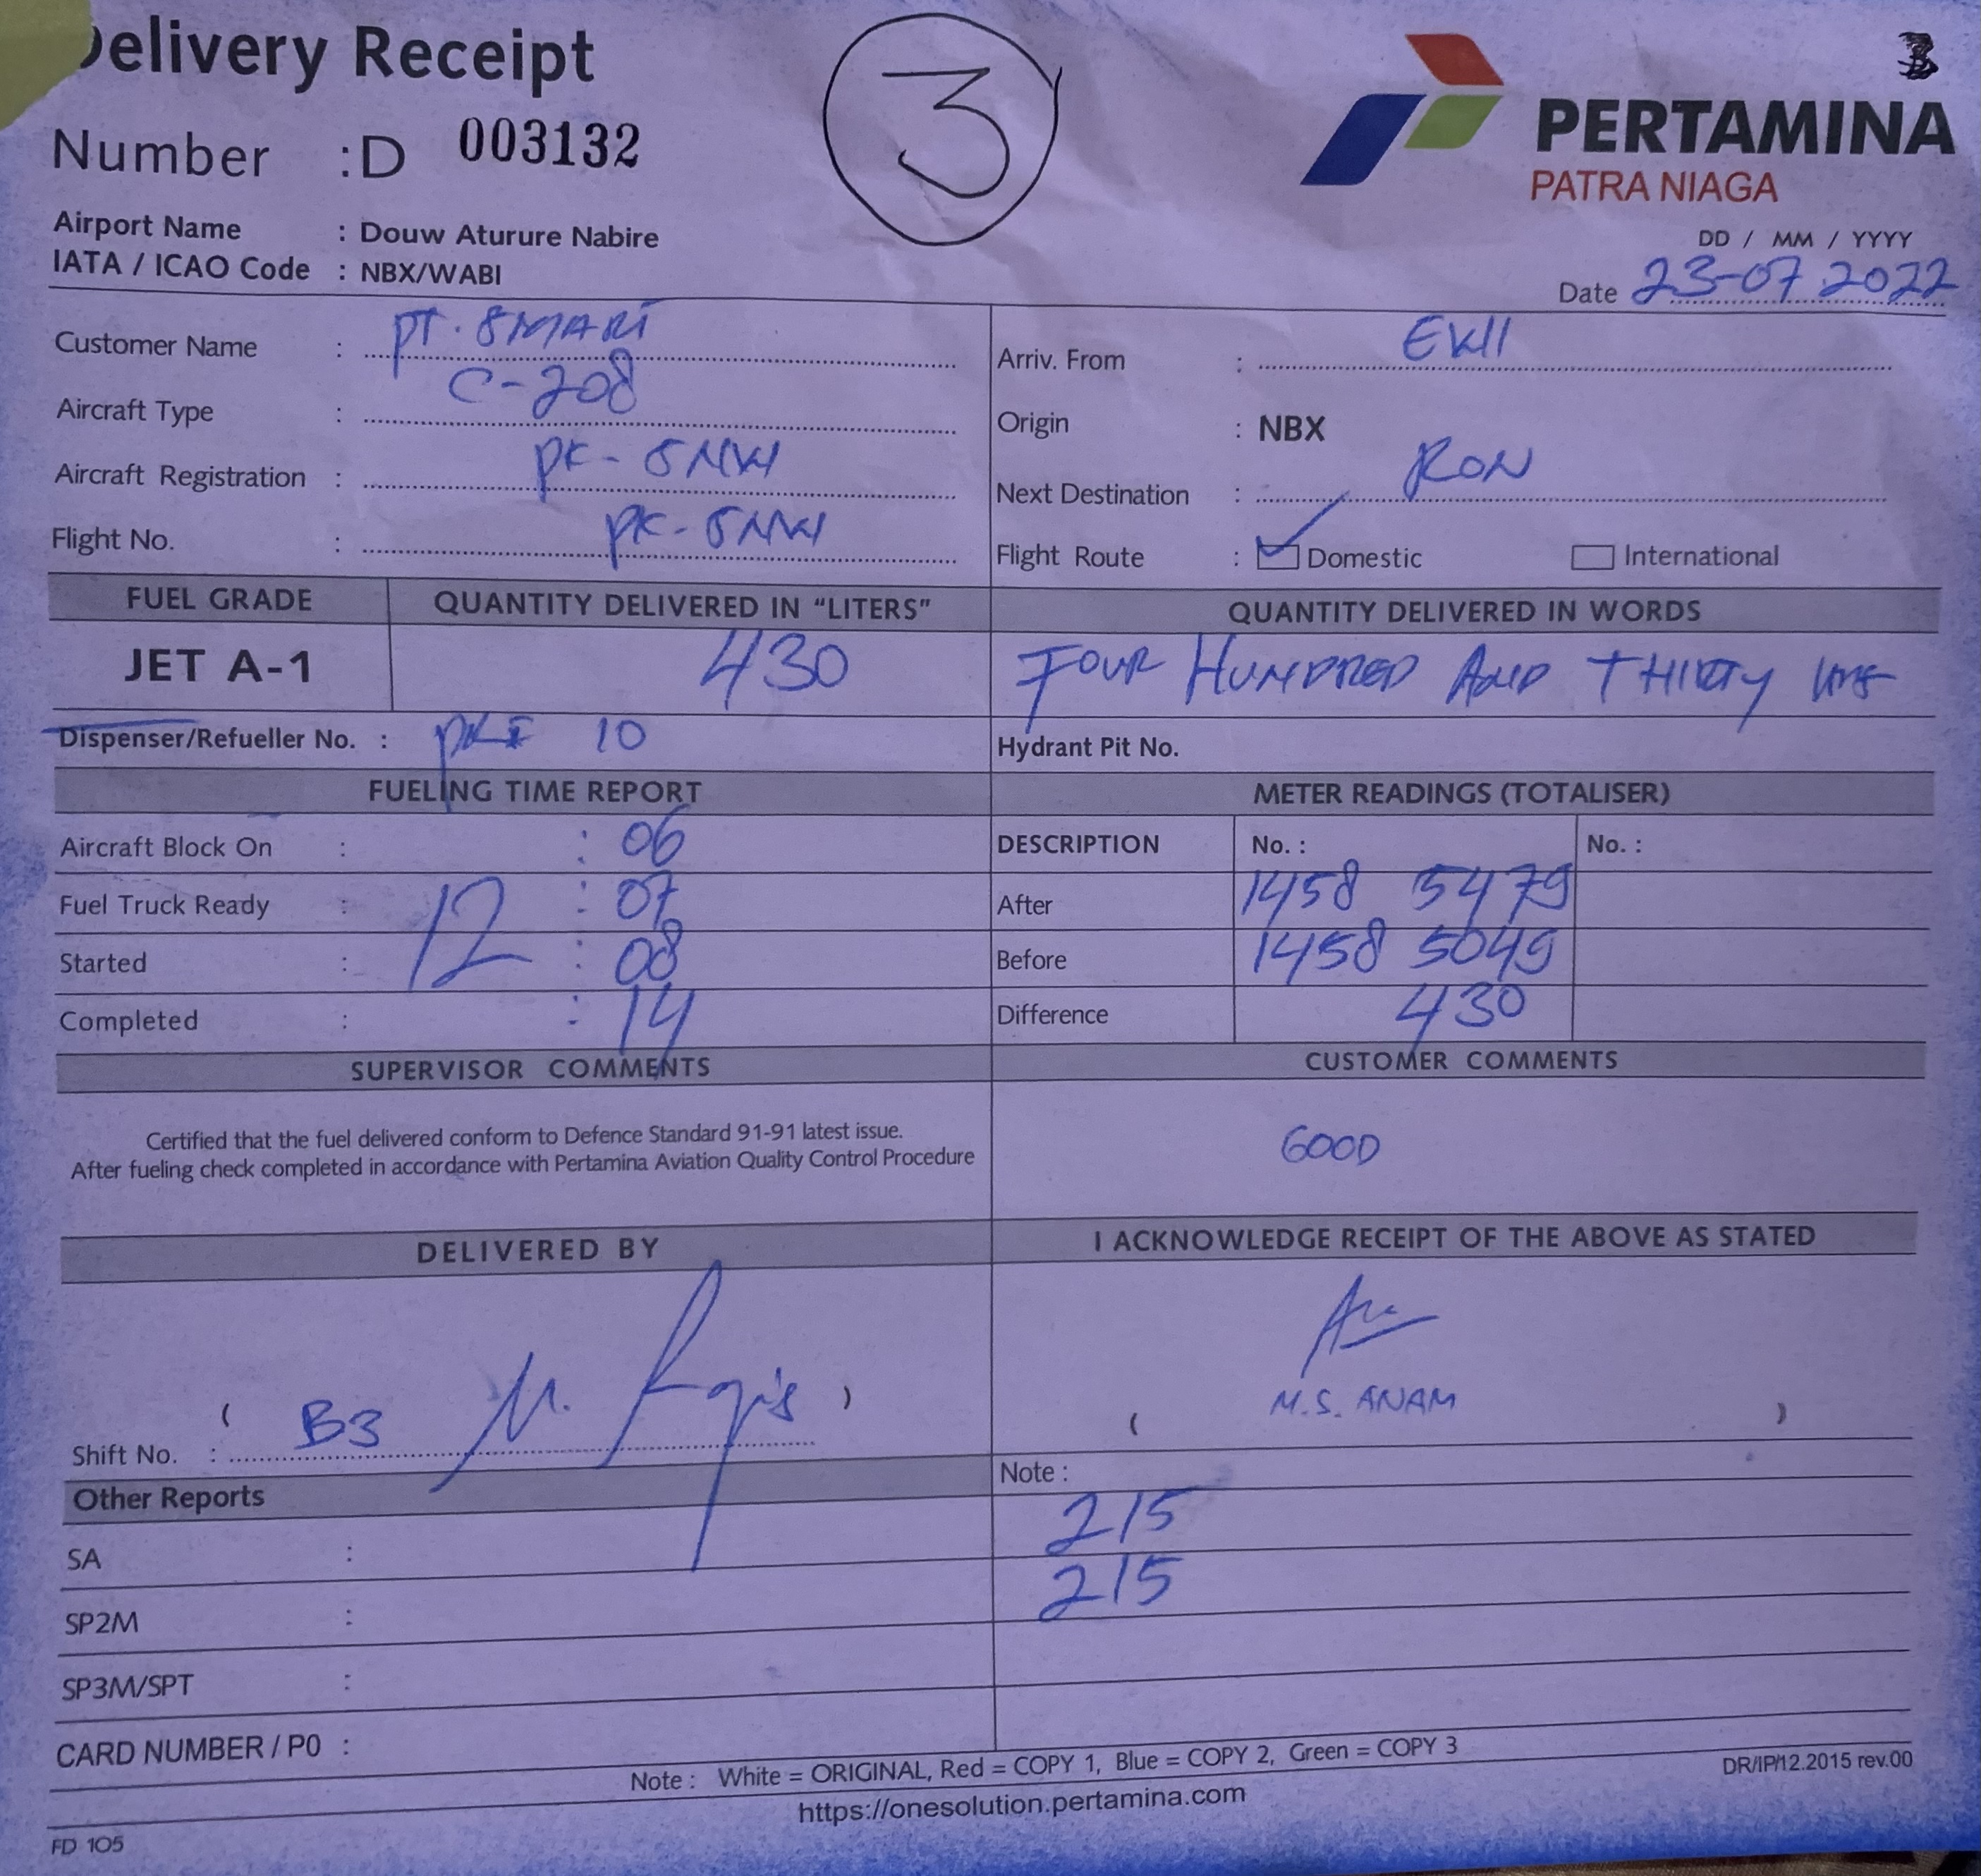 Delivery Receipt
3
3
PERTAMINA
PATRA NIAGA
Number : D 003132
Airport Name : Douw Aturure Nabire
IATA / ICAO Code : NBX/WABI
DD / MM / YYYY
Date 23-07 2022
Customer Name : PT. SMART
Aircraft Type : C-208
Aircraft Registration :
Flight No. :
Arriv. From :
Origin : NBX
Next Destination : RON
Flight Route : Domestic International
FUEL GRADE QUANTITY DELIVERED IN "LITERS" QUANTITY DELIVERED IN WORDS
JET A-1 430 FOUR HUNDRED AND THIRTY
Dispenser/Refueller No. : 10
Hydrant Pit No.
FUELING TIME REPORT
Aircraft Block On : : 06
Fuel Truck Ready : 12 : 07
Started : : 08
Completed : : 14
METER READINGS (TOTALISER)
DESCRIPTION No. : No. :
After 1458 5479
Before 1458 5049
Difference 430
SUPERVISOR COMMENTS
Certified that the fuel delivered conform to Defence Standard 91-91 latest issue.
After fueling check completed in accordance with Pertamina Aviation Quality Control Procedure
CUSTOMER COMMENTS
GOOD
DELIVERED BY
( )
Shift No. : B3
I ACKNOWLEDGE RECEIPT OF THE ABOVE AS STATED
M.S. ANAM
( )
Other Reports
SA :
SP2M :
SP3M/SPT :
CARD NUMBER / P0 :
Note :
215
215
Note : White = ORIGINAL, Red = COPY 1, Blue = COPY 2, Green = COPY 3
DR/IP/12.2015 rev.00
https://onesolution.pertamina.com
FD 105